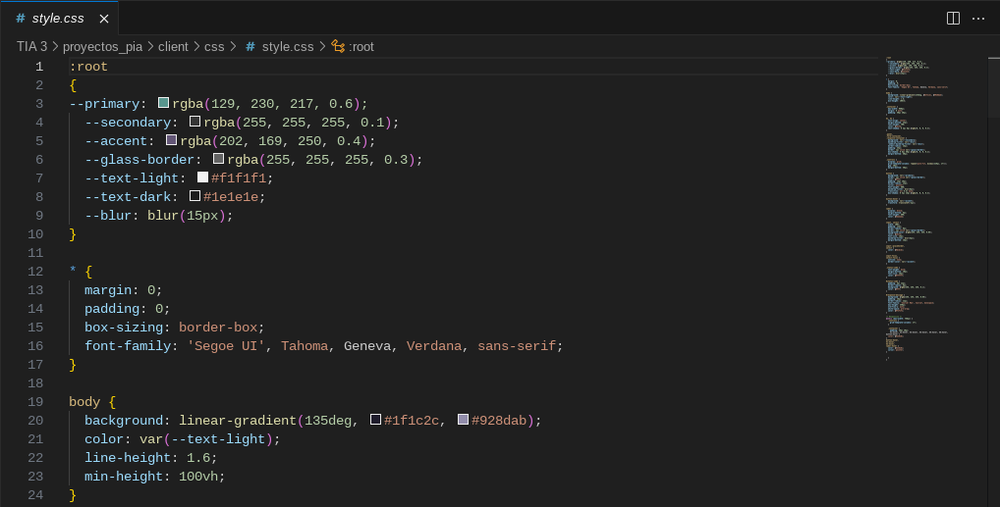 # style.css ×
TIA 3 > proyectos_pia > client > css > # style.css > :root
1 :root
2 {
3 --primary: rgba(129, 230, 217, 0.6);
4 --secondary: rgba(255, 255, 255, 0.1);
5 --accent: rgba(202, 169, 250, 0.4);
6 --glass-border: rgba(255, 255, 255, 0.3);
7 --text-light: #f1f1f1;
8 --text-dark: #1e1e1e;
9 --blur: blur(15px);
10 }
11
12 * {
13 margin: 0;
14 padding: 0;
15 box-sizing: border-box;
16 font-family: 'Segoe UI', Tahoma, Geneva, Verdana, sans-serif;
17 }
18
19 body {
20 background: linear-gradient(135deg, #1f1c2c, #928dab);
21 color: var(--text-light);
22 line-height: 1.6;
23 min-height: 100vh;
24 }